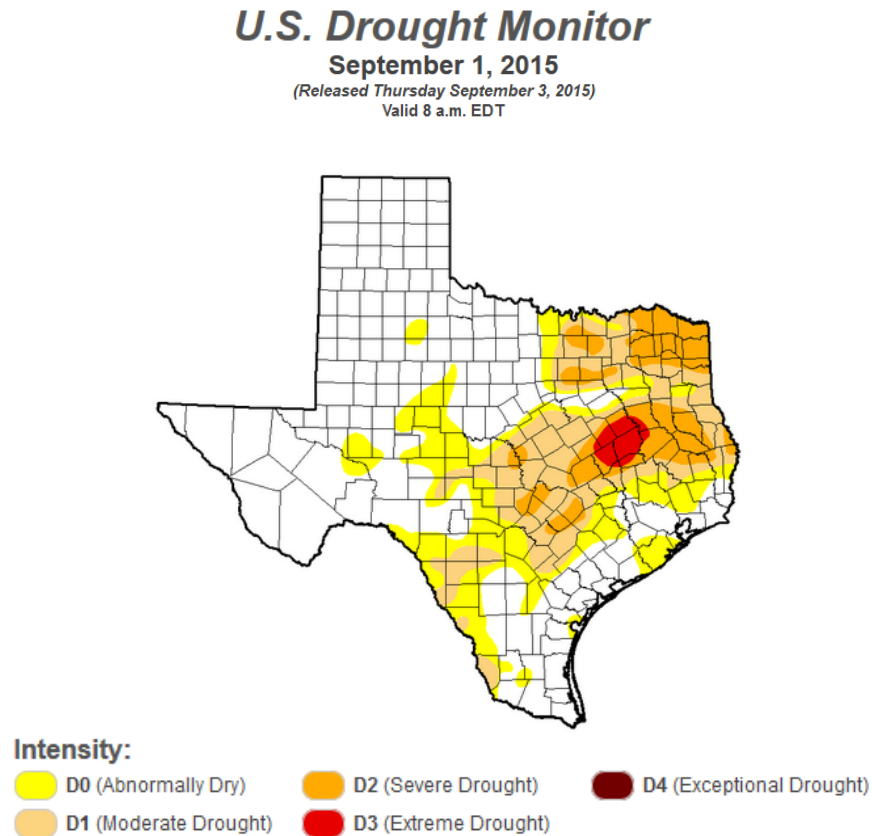 U.S. Drought Monitor
September 1, 2015
(Released Thursday September 3, 2015)
Valid 8 a.m. EDT
Intensity:
D0 (Abnormally Dry)
D2 (Severe Drought)
D4 (Exceptional Drought)
D1 (Moderate Drought)
D3 (Extreme Drought)